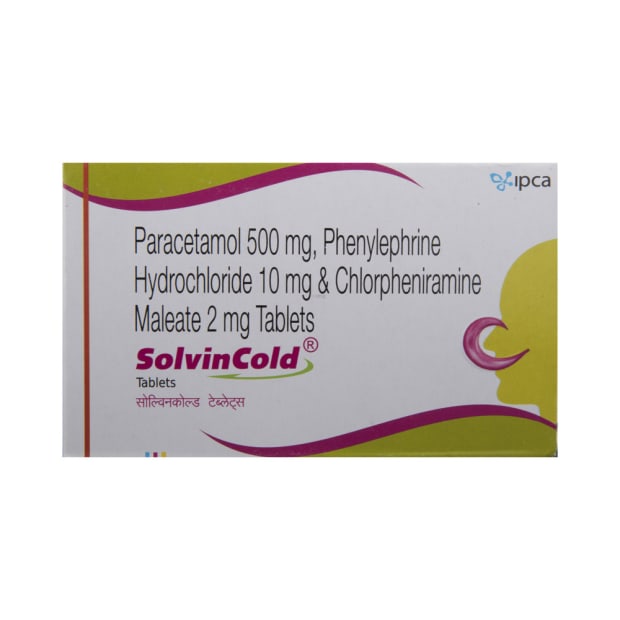 ipca
Paracetamol 500 mg, Phenylephrine
Hydrochloride 10 mg & Chlorpheniramine
Maleate 2 mg Tablets
SolvinCold®
Tablets
सोल्विनकोल्ड टेब्लेट्स